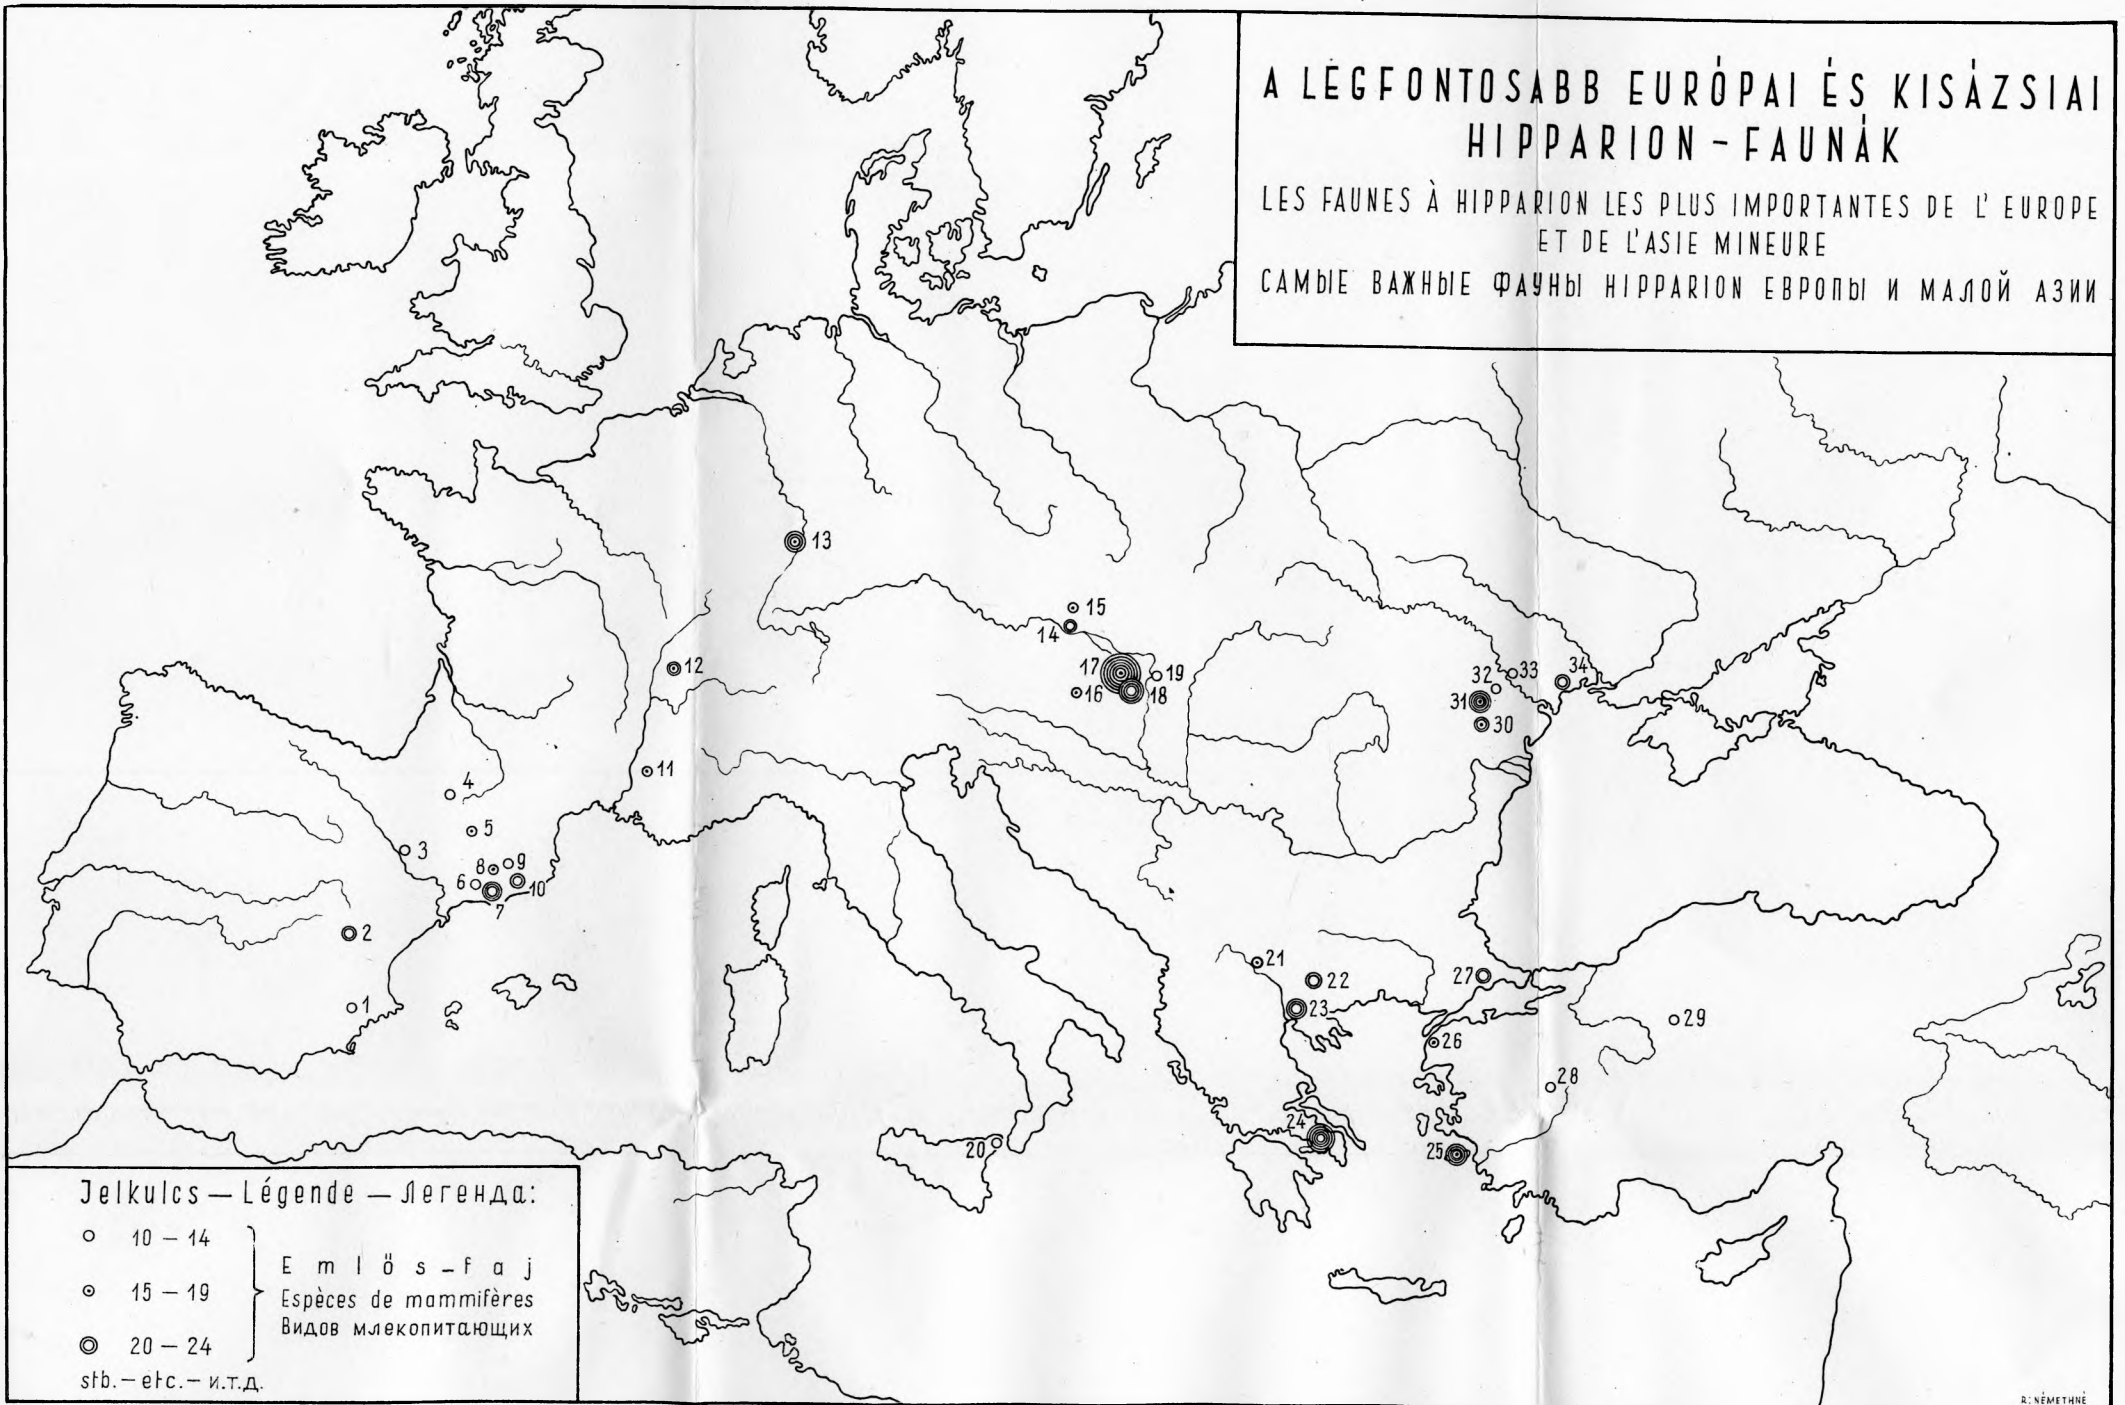 A LEGFONTOSABB EURÓPAI ÉS KISÁZSIAI
HIPPARION - FAUNÁK
LES FAUNES À HIPPARION LES PLUS IMPORTANTES DE L' EUROPE
ET DE L'ASIE MINEURE
САМЫЕ ВАЖНЫЕ ФАУНЫ HIPPARION ЕВРОПЫ И МАЛОЙ АЗИИ
13
15
14
12
17
19
16
18
33
34
32
31
30
11
4
5
3
8
9
6
10
7
2
1
21
22
27
23
29
26
28
24
20
25
Jelkulcs — Légende — Легенда:
10 — 14
15 — 19
20 — 24
stb. — etc. — и.т.д.
Emlős-faj
Espèces de mammifères
Видов млекопитающих
R. NÉMETHNÉ